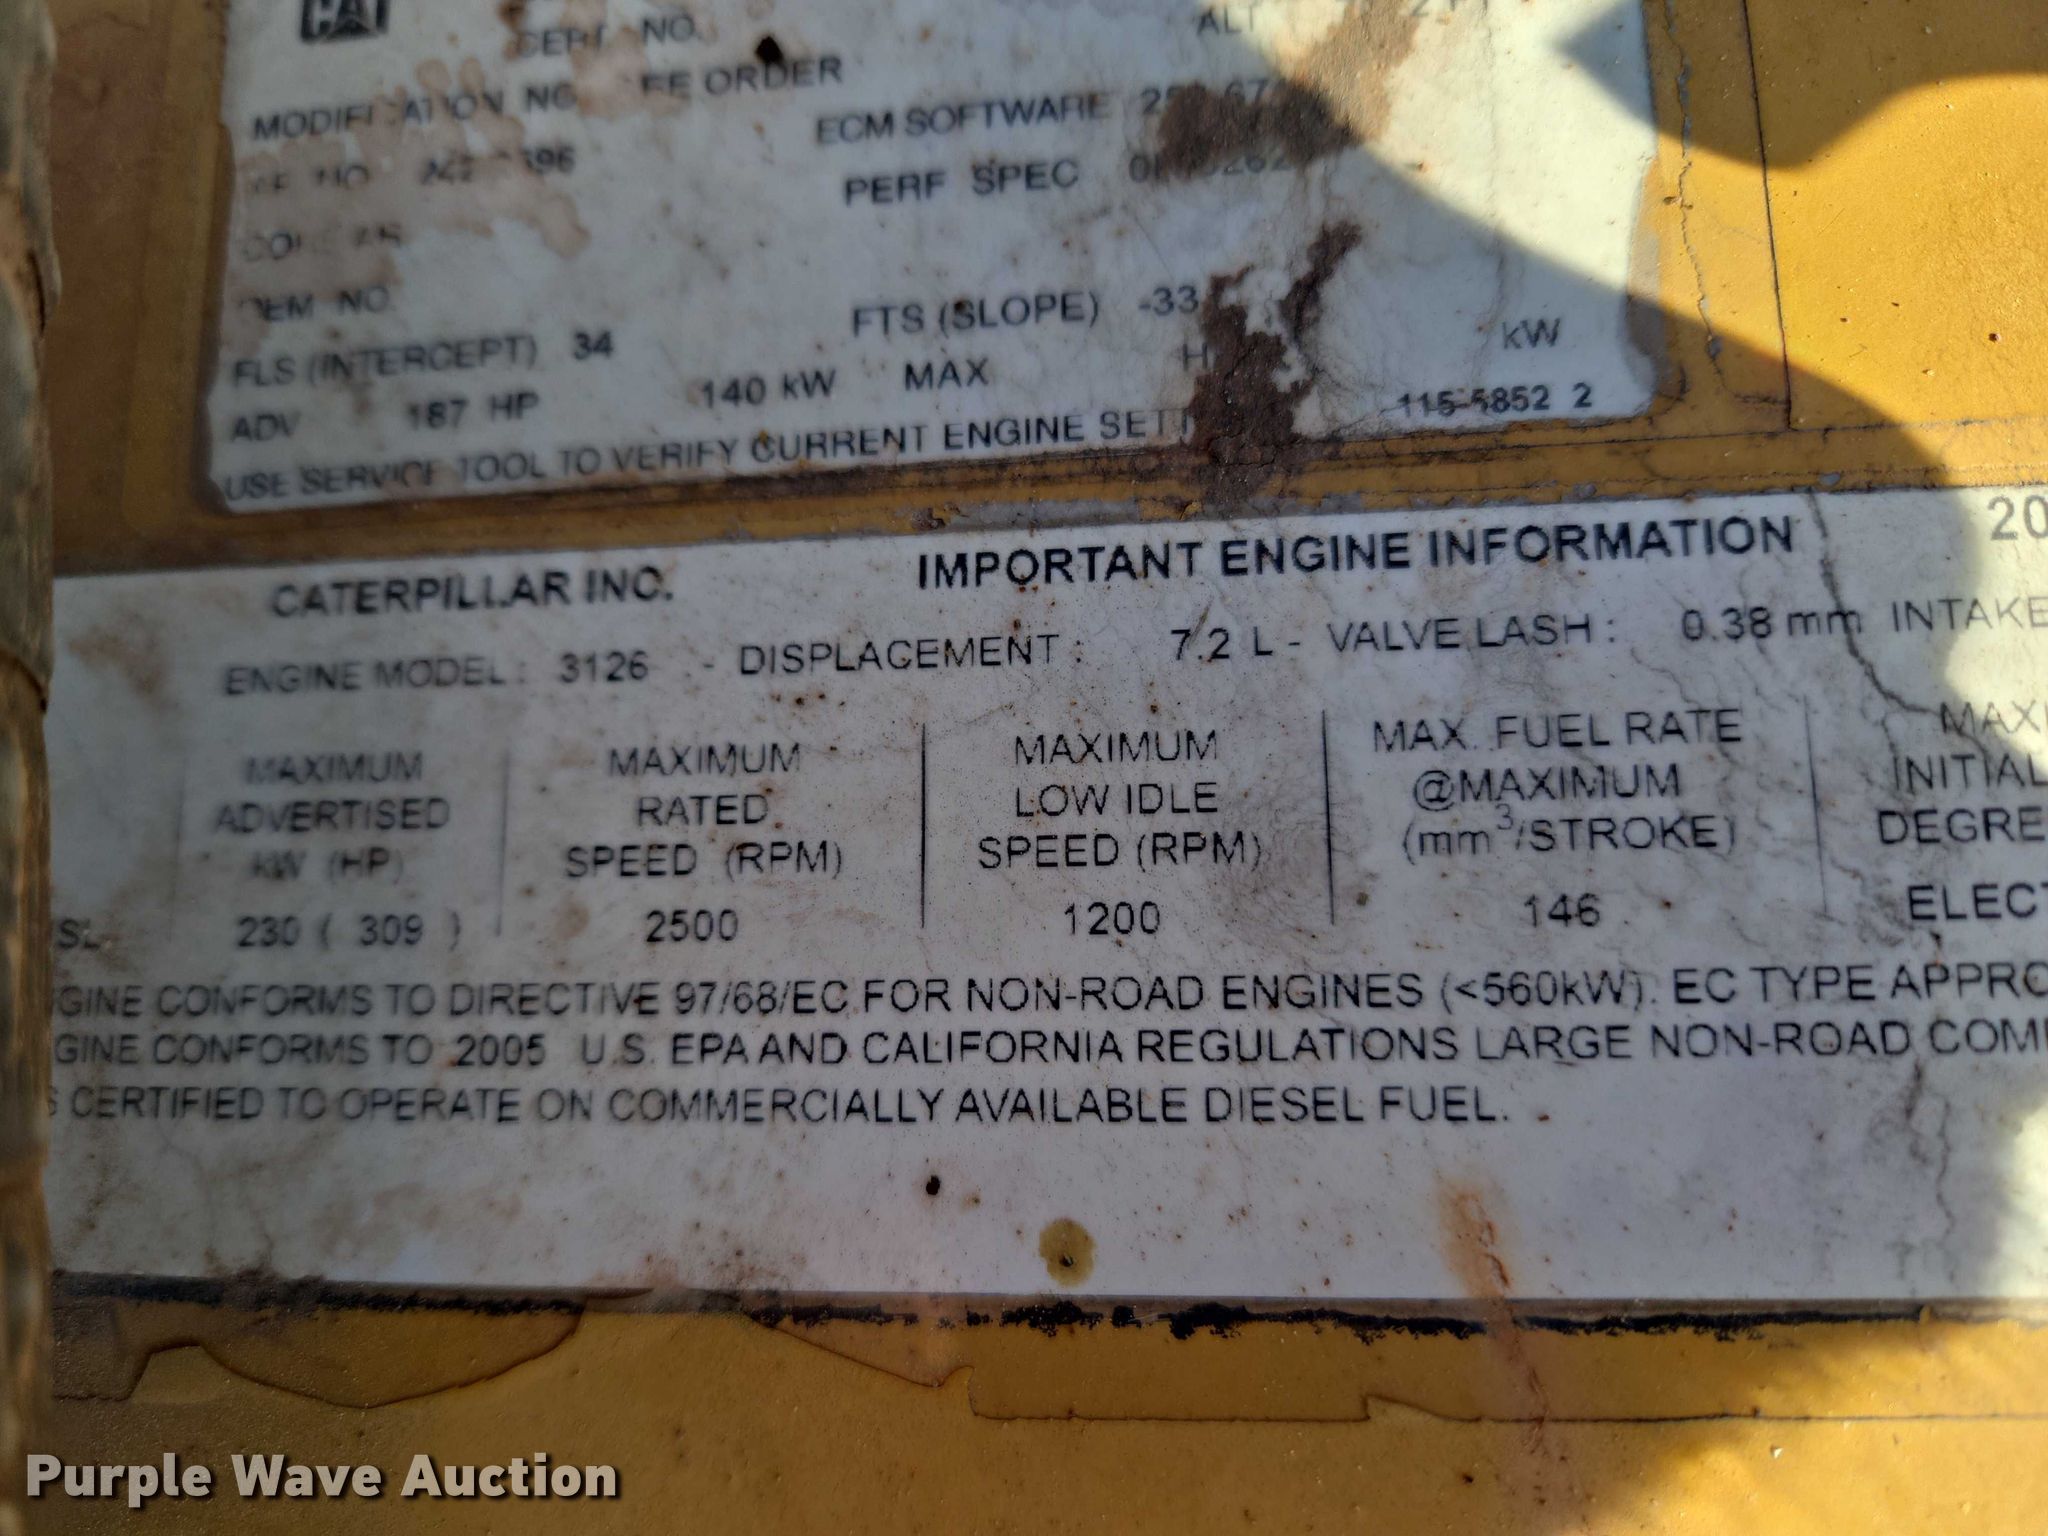 CAT
CERT NO.
ALT
MODIFICATION NO ORDER
ECM SOFTWARE
PERF SPEC
OEM NO.
FLS (INTERCEPT) 34 FTS (SLOPE) -33
ADV 187 HP 140 kW MAX kW
USE SERVICE TOOL TO VERIFY CURRENT ENGINE 2
CATERPILLAR INC. IMPORTANT ENGINE INFORMATION 20
ENGINE MODEL: 3126 - DISPLACEMENT: 7.2 L - VALVE LASH: 0.38 mm INTAKE
MAXIMUM ADVERTISED kW (HP)
MAXIMUM RATED SPEED (RPM)
MAXIMUM LOW IDLE SPEED (RPM)
MAX. FUEL RATE @MAXIMUM (mm3/STROKE)
MAXI
INITIAL
DEGRE
SL 230 ( 309 ) 2500 1200 146 ELECT
GINE CONFORMS TO DIRECTIVE 97/68/EC FOR NON-ROAD ENGINES (<560kW). EC TYPE APPRO
GINE CONFORMS TO 2005 U.S. EPA AND CALIFORNIA REGULATIONS LARGE NON-ROAD COM
S CERTIFIED TO OPERATE ON COMMERCIALLY AVAILABLE DIESEL FUEL.
Purple Wave Auction